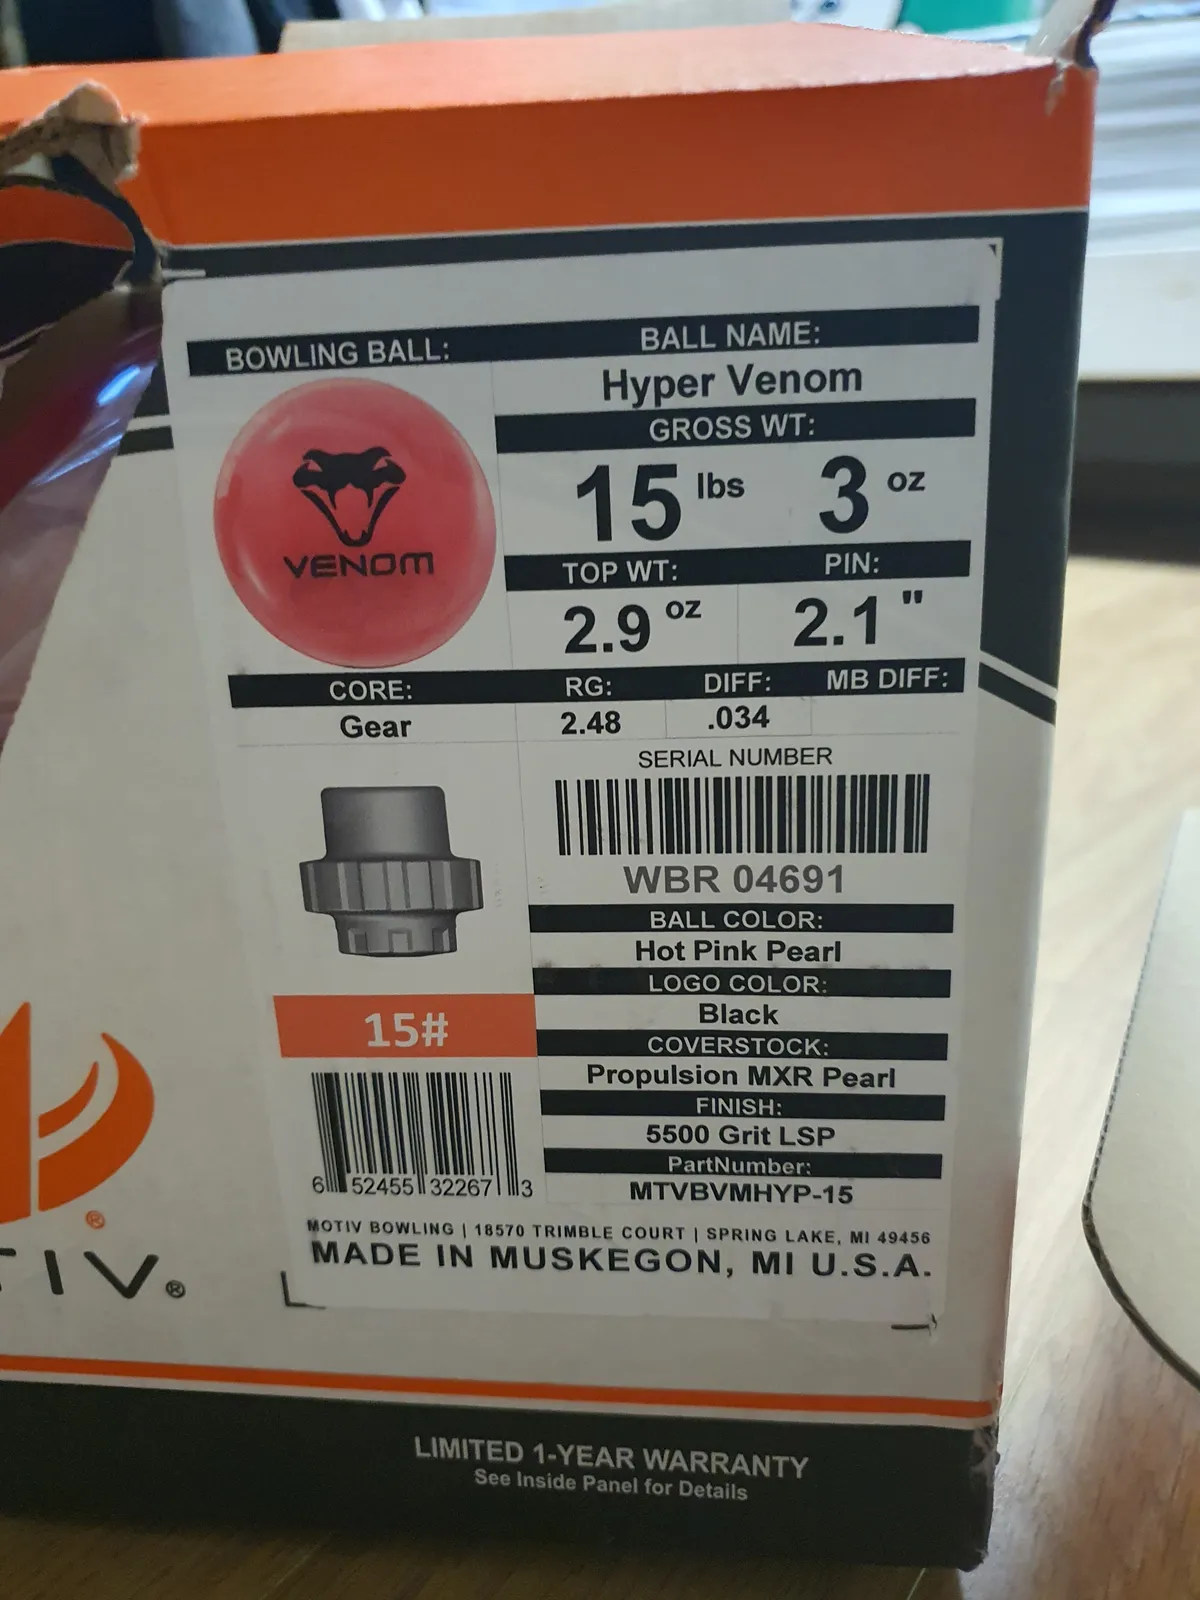 BOWLING BALL:
BALL NAME:
Hyper Venom
GROSS WT:
15 lbs 3 oz
VENOM
TOP WT: PIN:
2.9 oz 2.1"
CORE: RG: DIFF: MB DIFF:
Gear 2.48 .034
SERIAL NUMBER
WBR 04691
BALL COLOR:
Hot Pink Pearl
LOGO COLOR:
Black
15#
COVERSTOCK:
Propulsion MXR Pearl
FINISH:
5500 Grit LSP
PartNumber:
MTVBVMHYP-15
6 52455 32267 3
MOTIV BOWLING | 18570 TRIMBLE COURT | SPRING LAKE, MI 49456
MADE IN MUSKEGON, MI U.S.A.
®
TIV®
LIMITED 1-YEAR WARRANTY
See Inside Panel for Details